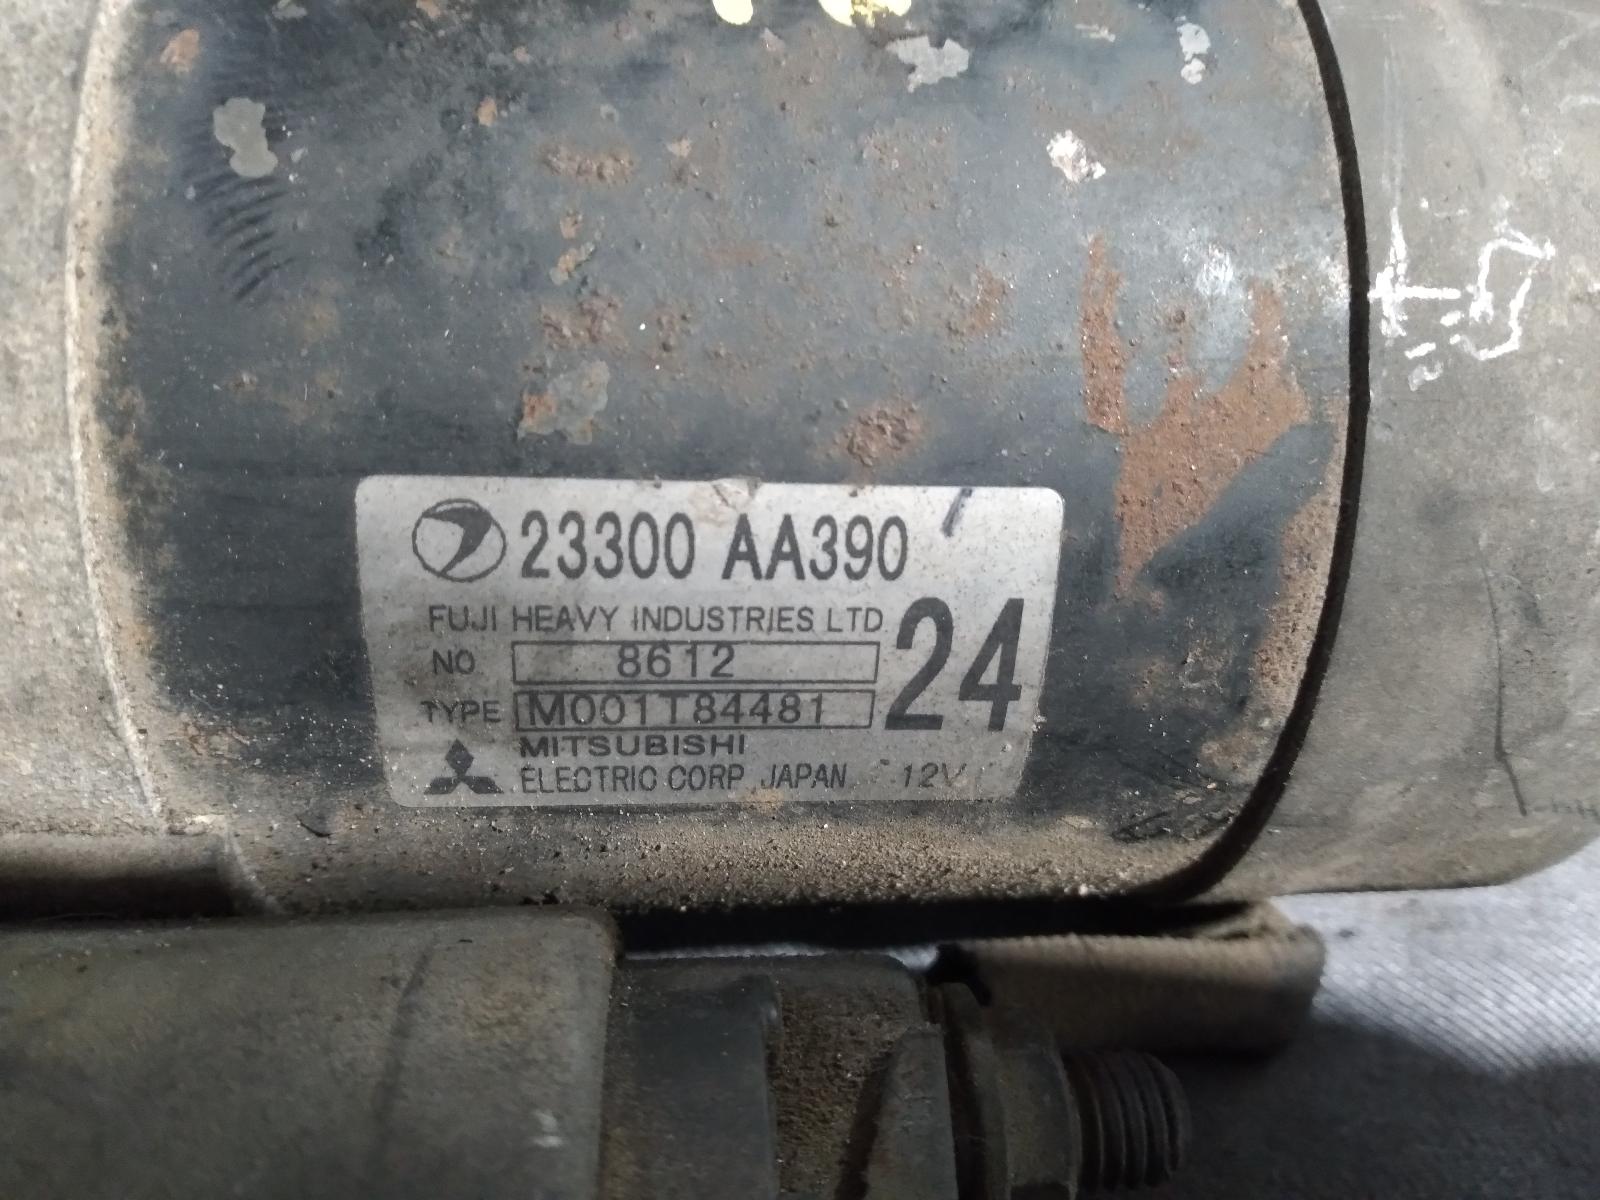 23300 AA390
FUJI HEAVY INDUSTRIES LTD
NO 8612
24
TYPE M001T84481
MITSUBISHI
ELECTRIC CORP. JAPAN 12V